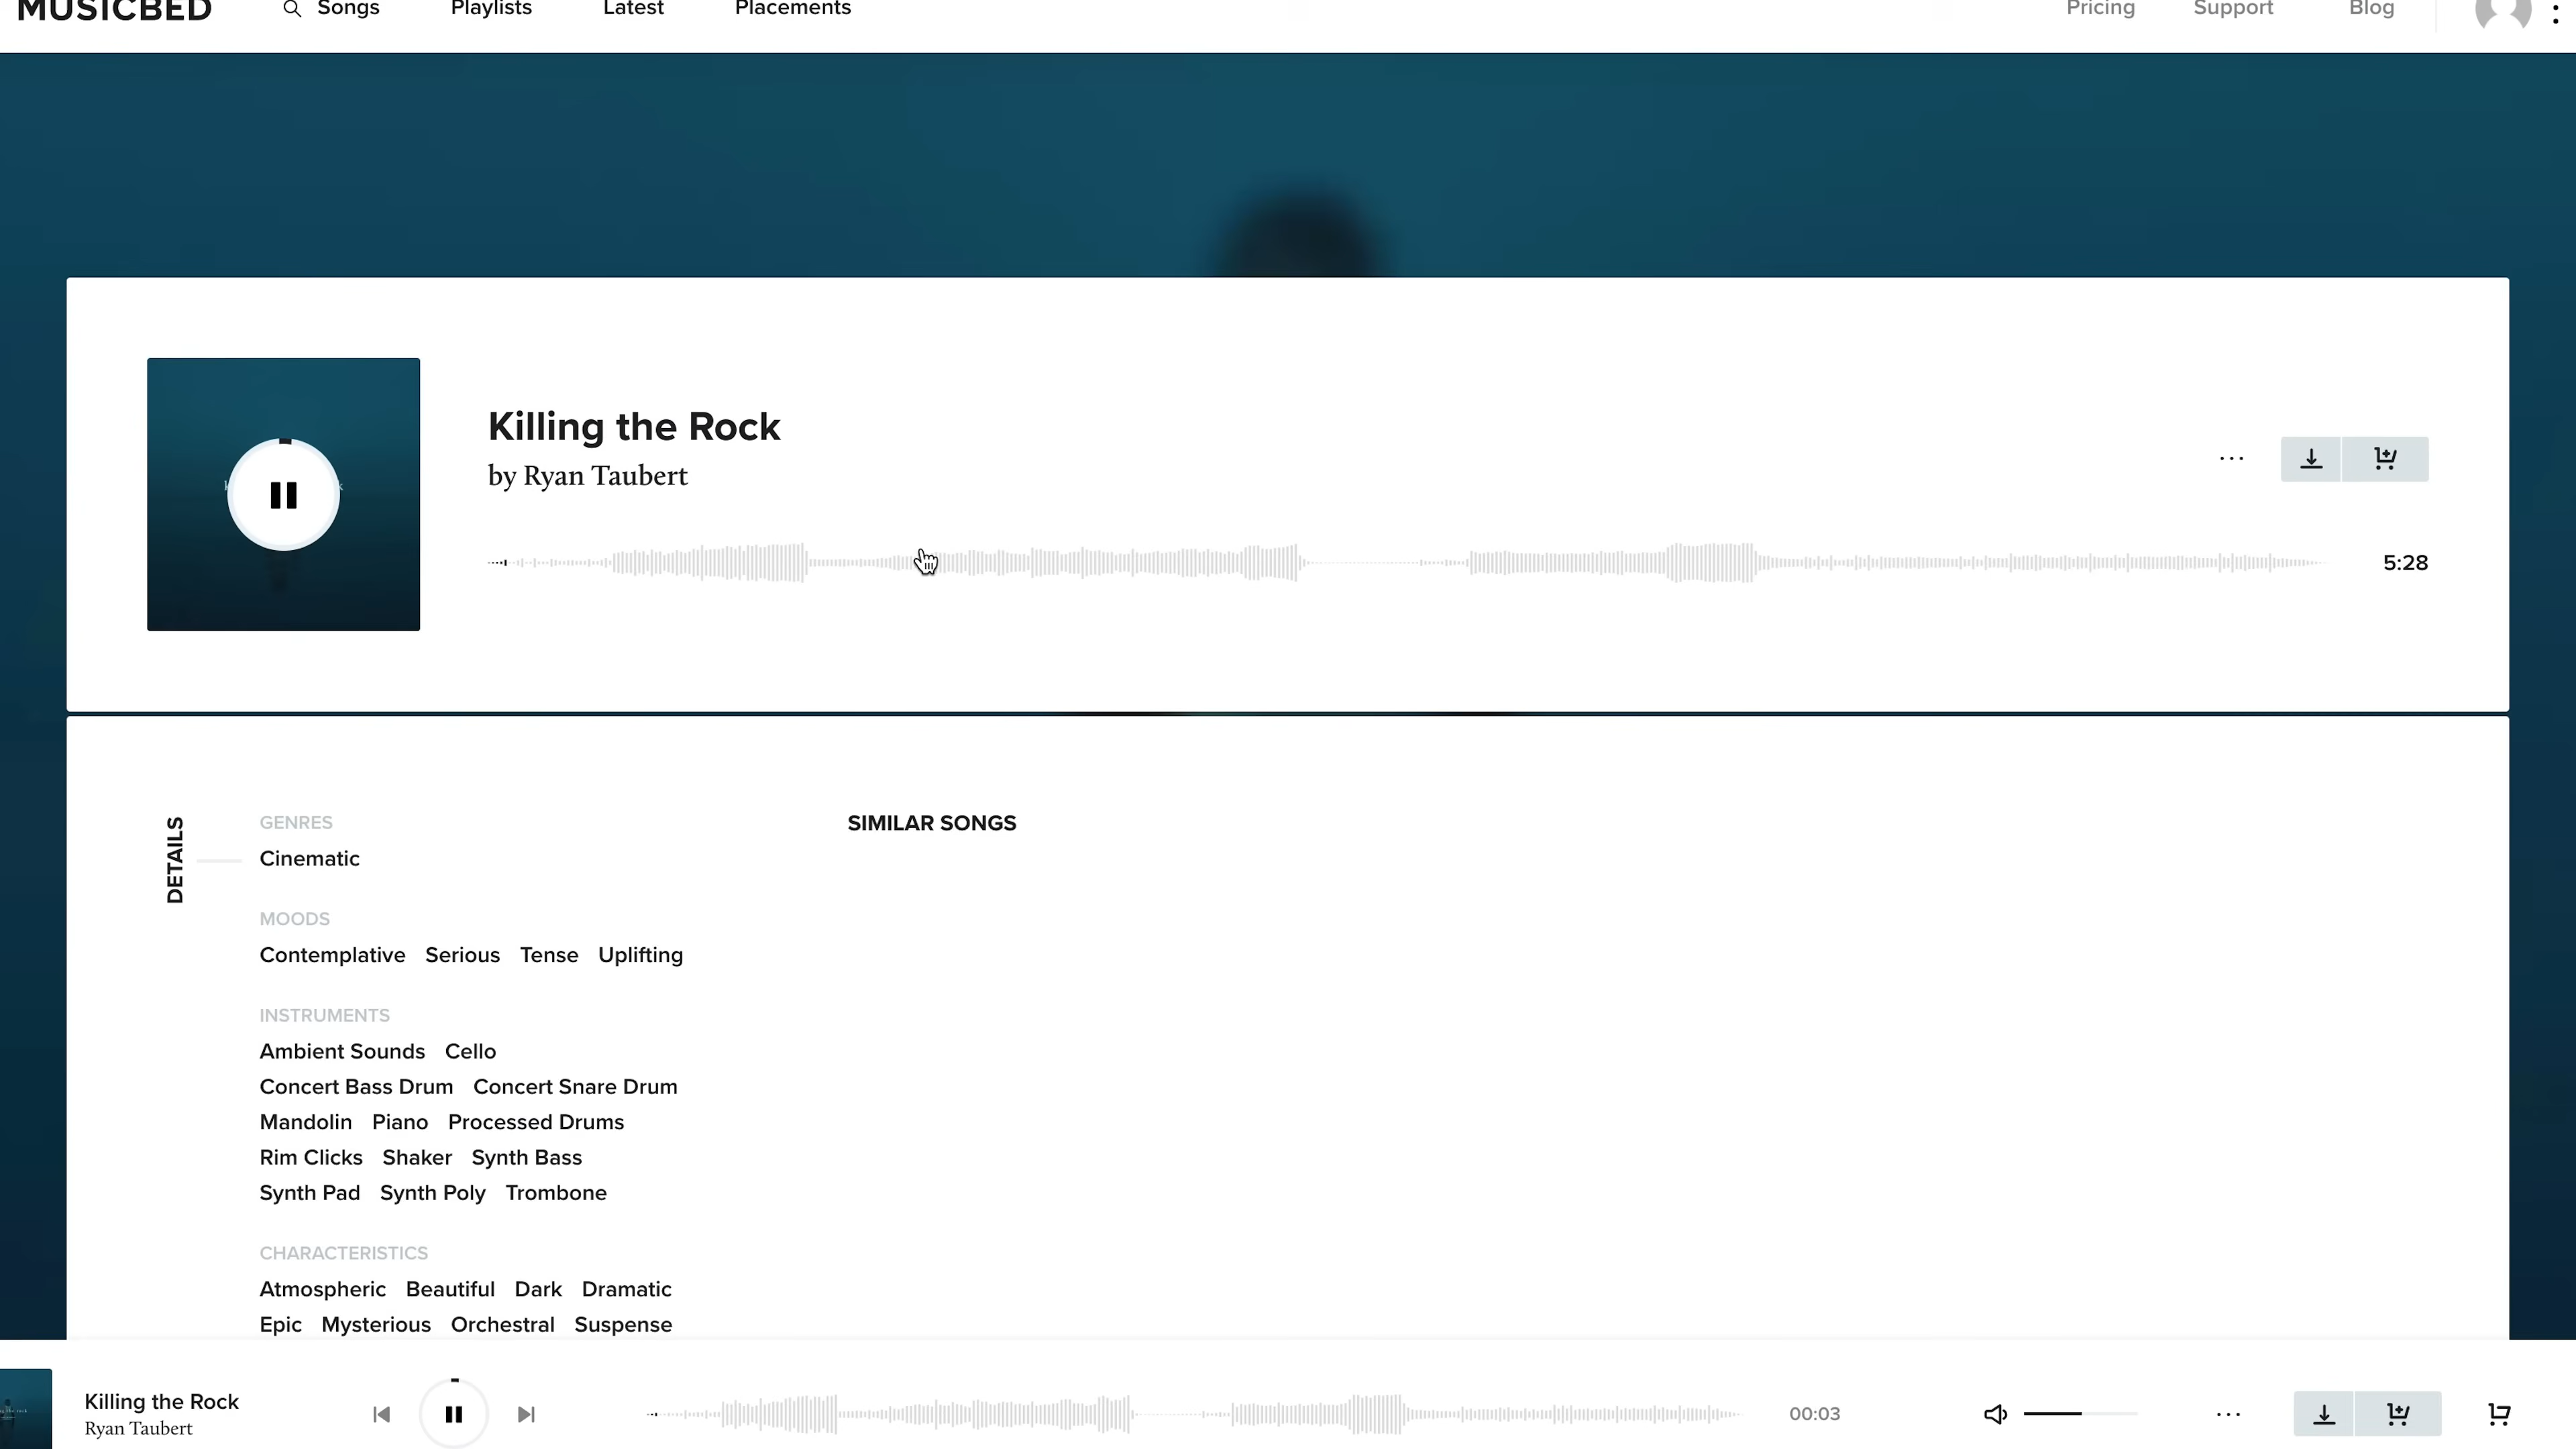 MUSICBED Songs Playlists Latest Placements Pricing Support Blog
Killing the Rock
by Ryan Taubert
5:28
DETAILS
GENRES
Cinematic
MOODS
Contemplative Serious Tense Uplifting
INSTRUMENTS
Ambient Sounds Cello
Concert Bass Drum Concert Snare Drum
Mandolin Piano Processed Drums
Rim Clicks Shaker Synth Bass
Synth Pad Synth Poly Trombone
CHARACTERISTICS
Atmospheric Beautiful Dark Dramatic
Epic Mysterious Orchestral Suspense
SIMILAR SONGS
Killing the Rock
Ryan Taubert
00:03